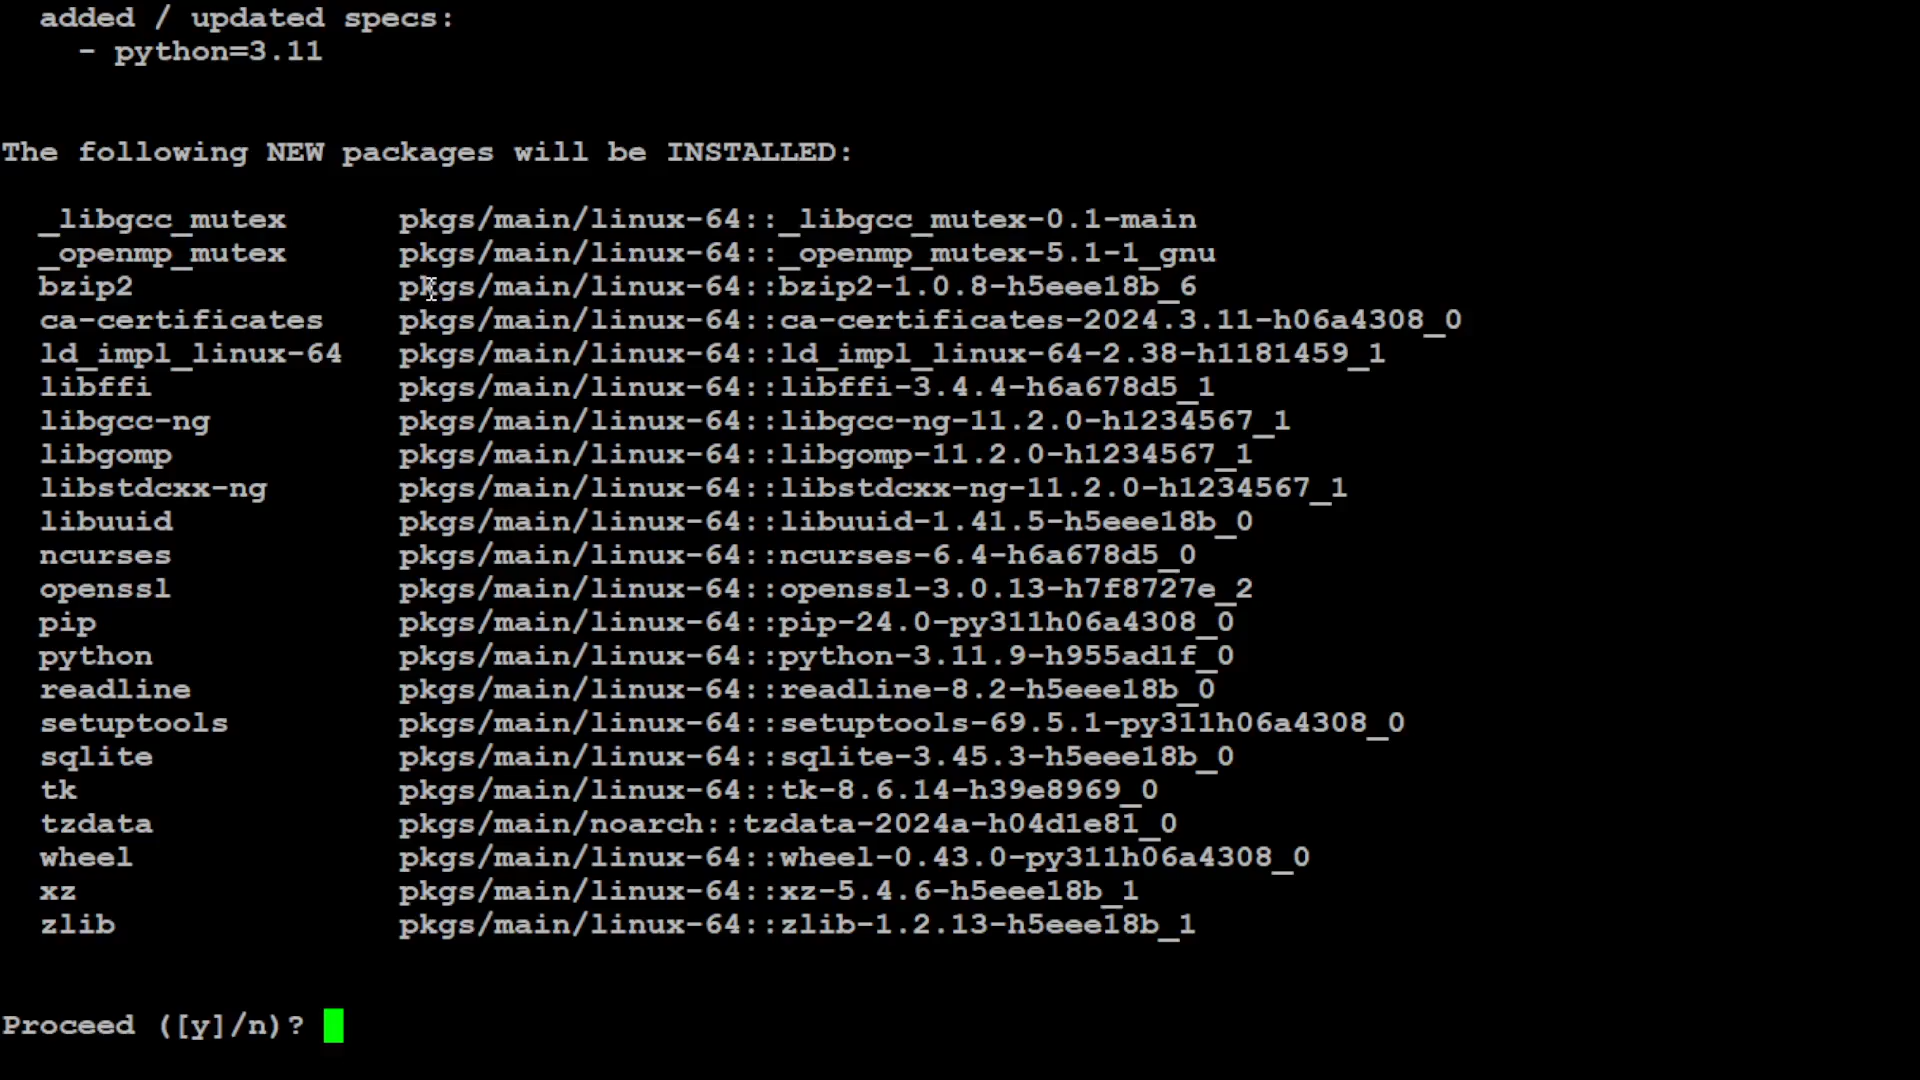 added / updated specs:
- python=3.11
The following NEW packages will be INSTALLED:
_libgcc_mutex pkgs/main/linux-64::_libgcc_mutex-0.1-main
_openmp_mutex pkgs/main/linux-64::_openmp_mutex-5.1-1_gnu
bzip2 pkgs/main/linux-64::bzip2-1.0.8-h5eee18b_6
ca-certificates pkgs/main/linux-64::ca-certificates-2024.3.11-h06a4308_0
ld_impl_linux-64 pkgs/main/linux-64::ld_impl_linux-64-2.38-h1181459_1
libffi pkgs/main/linux-64::libffi-3.4.4-h6a678d5_1
libgcc-ng pkgs/main/linux-64::libgcc-ng-11.2.0-h1234567_1
libgomp pkgs/main/linux-64::libgomp-11.2.0-h1234567_1
libstdcxx-ng pkgs/main/linux-64::libstdcxx-ng-11.2.0-h1234567_1
libuuid pkgs/main/linux-64::libuuid-1.41.5-h5eee18b_0
ncurses pkgs/main/linux-64::ncurses-6.4-h6a678d5_0
openssl pkgs/main/linux-64::openssl-3.0.13-h7f8727e_2
pip pkgs/main/linux-64::pip-24.0-py311h06a4308_0
python pkgs/main/linux-64::python-3.11.9-h955ad1f_0
readline pkgs/main/linux-64::readline-8.2-h5eee18b_0
setuptools pkgs/main/linux-64::setuptools-69.5.1-py311h06a4308_0
sqlite pkgs/main/linux-64::sqlite-3.45.3-h5eee18b_0
tk pkgs/main/linux-64::tk-8.6.14-h39e8969_0
tzdata pkgs/main/noarch::tzdata-2024a-h04d1e81_0
wheel pkgs/main/linux-64::wheel-0.43.0-py311h06a4308_0
xz pkgs/main/linux-64::xz-5.4.6-h5eee18b_1
zlib pkgs/main/linux-64::zlib-1.2.13-h5eee18b_1
Proceed ([y]/n)?